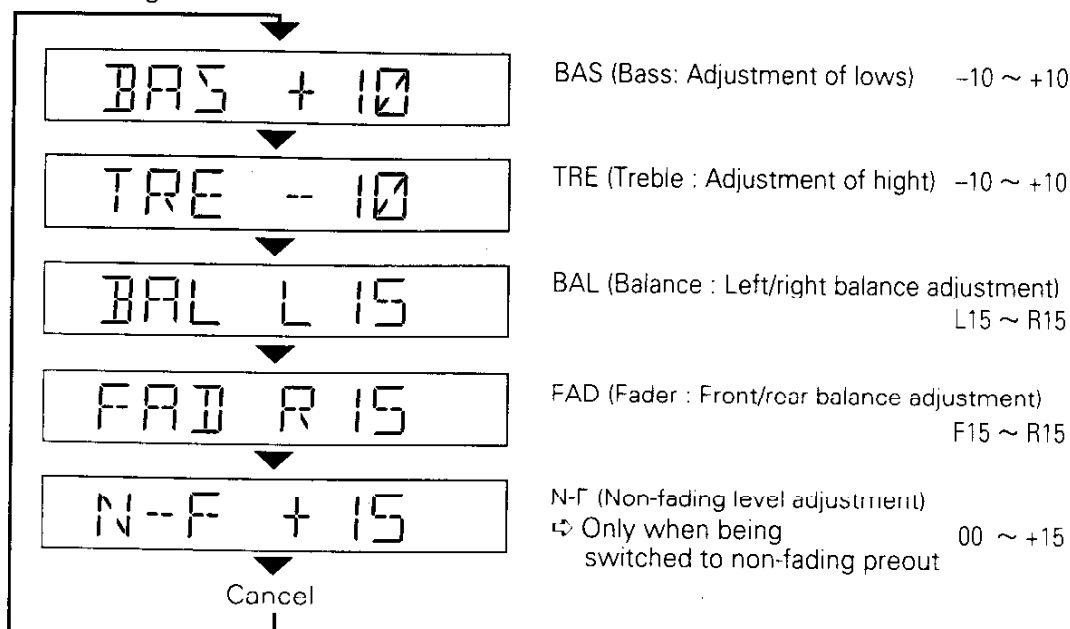 BAS + 10
BAS (Bass: Adjustment of lows) -10 ~ +10
TRE - 10
TRE (Treble : Adjustment of hight) -10 ~ +10
BAL L 15
BAL (Balance : Left/right balance adjustment)
L15 ~ R15
FAD R 15
FAD (Fader : Front/rear balance adjustment)
F15 ~ R15
N-F + 15
N-F (Non-fading level adjustment)
⇨ Only when being
switched to non-fading preout 00 ~ +15
Cancel